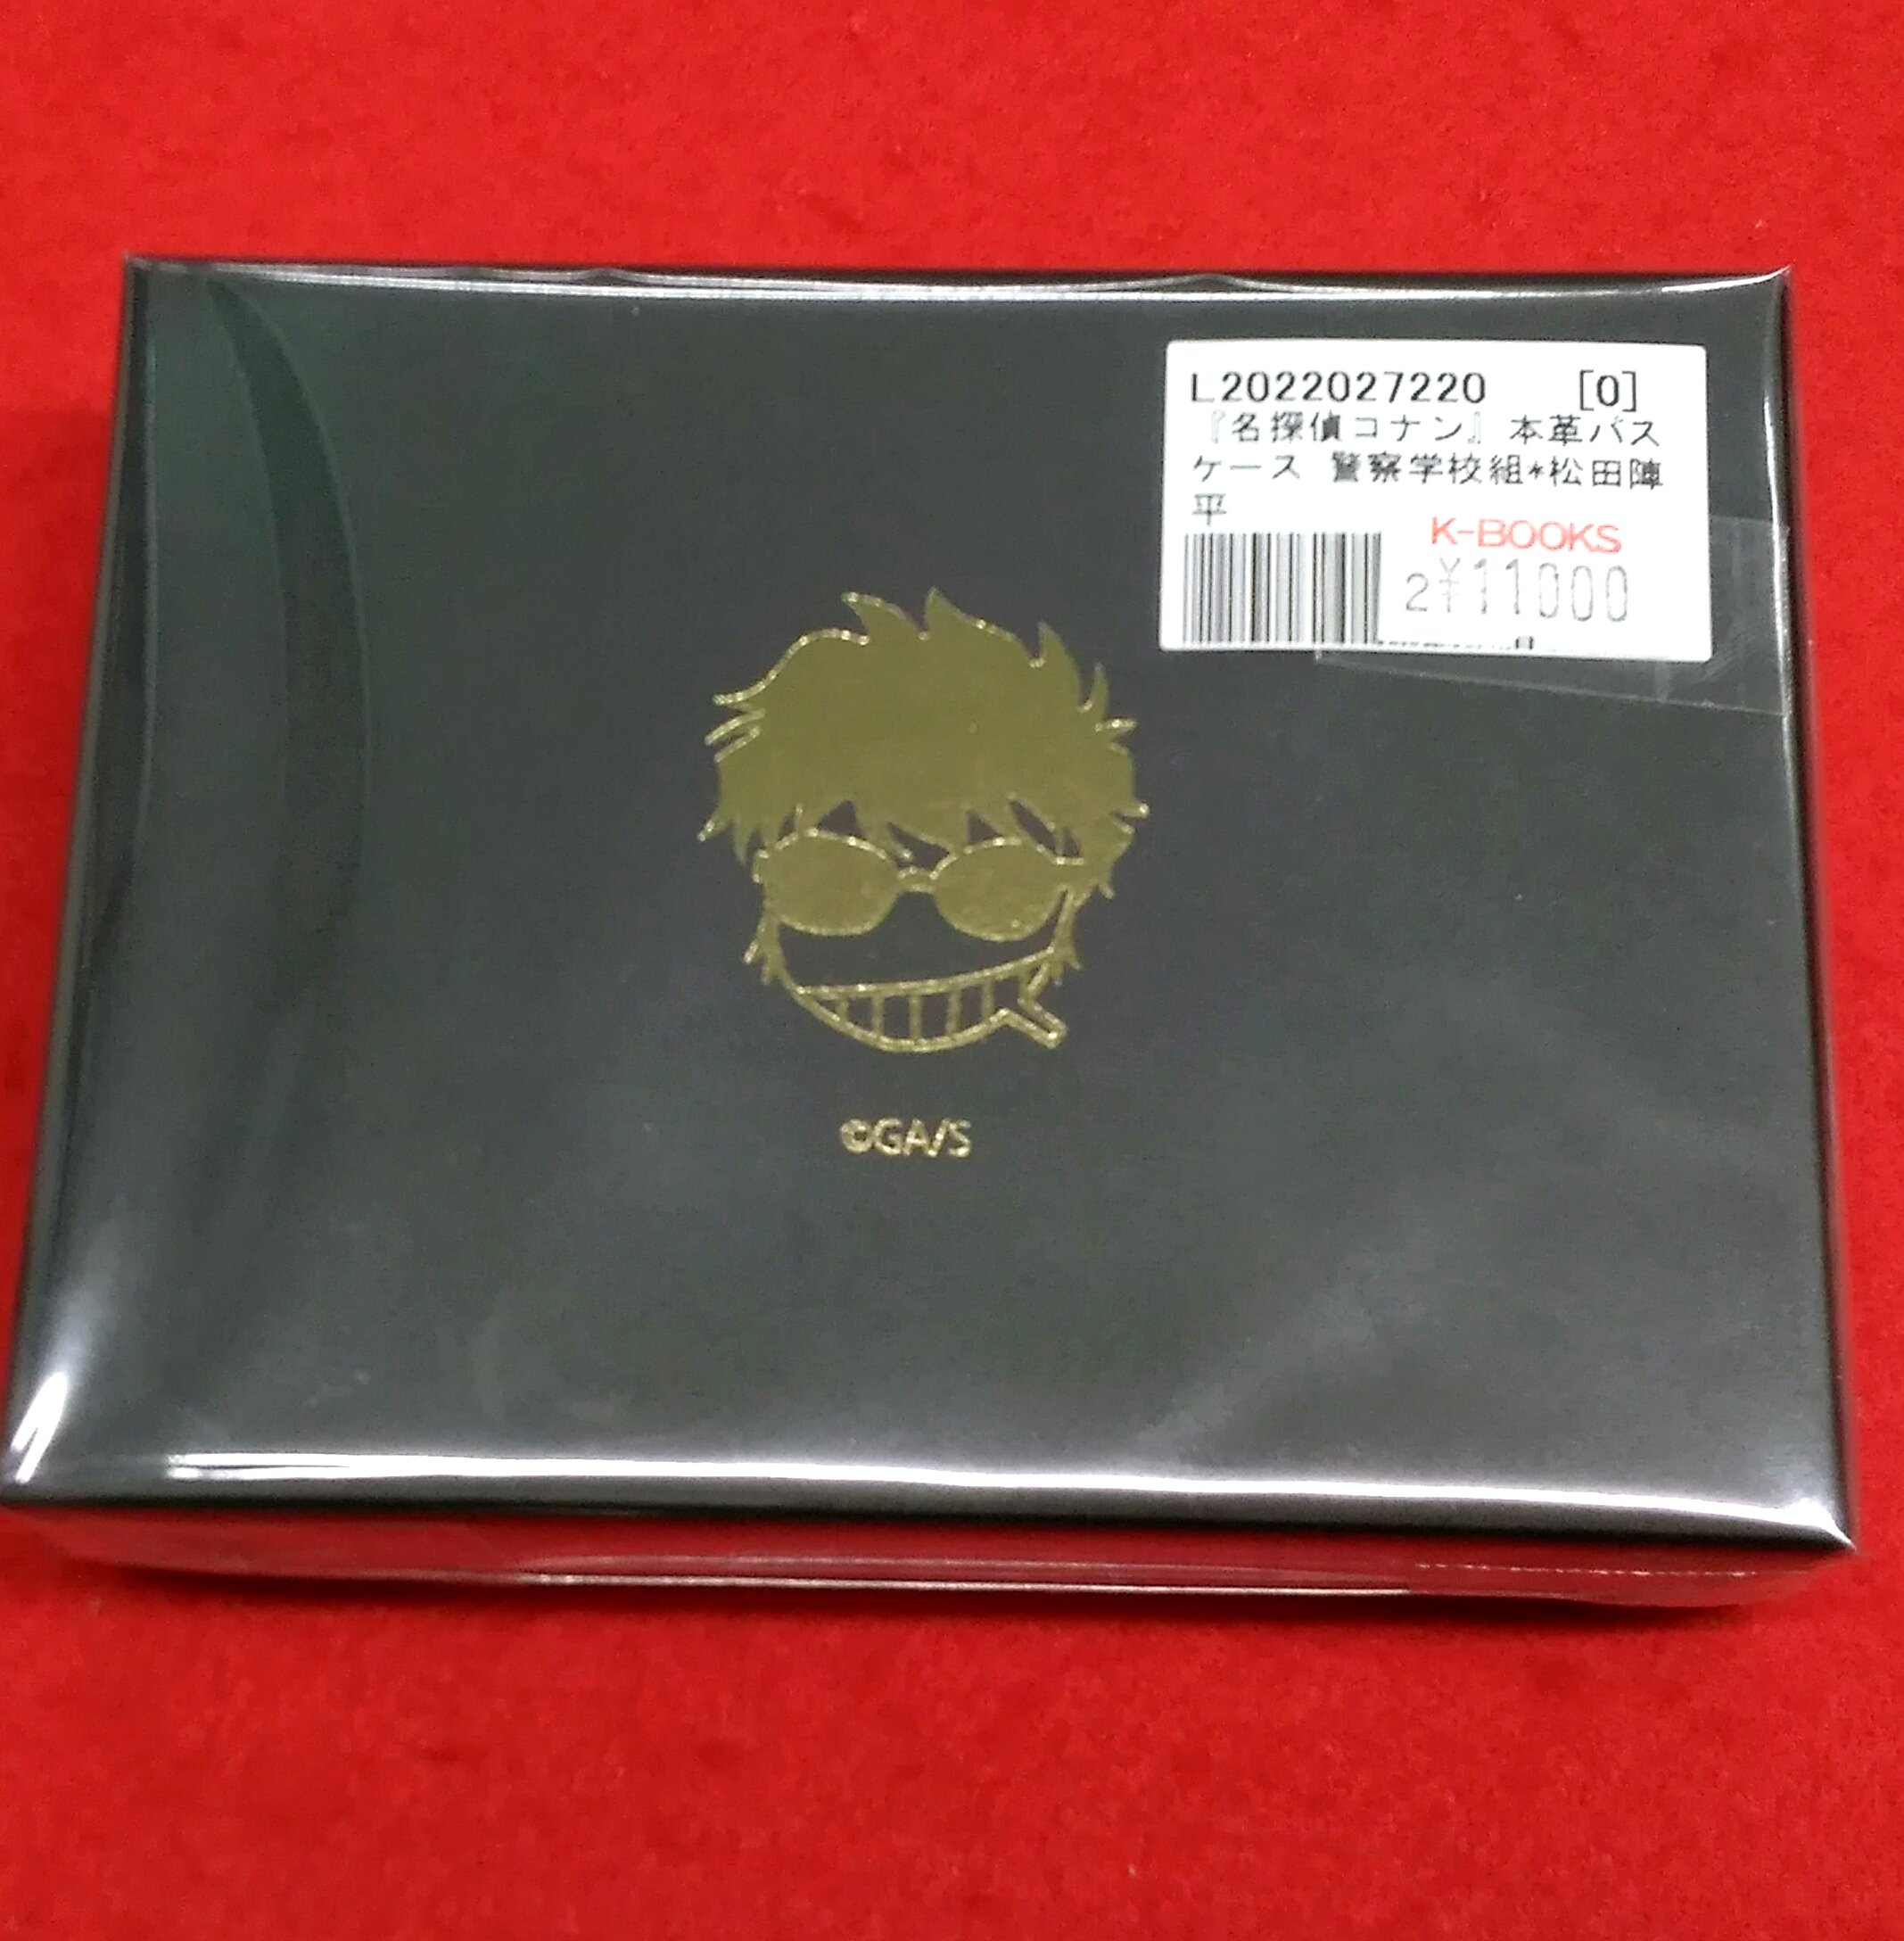 L2022027220 [0]
『名探偵コナン』本革パス
ケース 警察学校組*松田陣
平
K-BOOKS
2¥11000
©GA/S